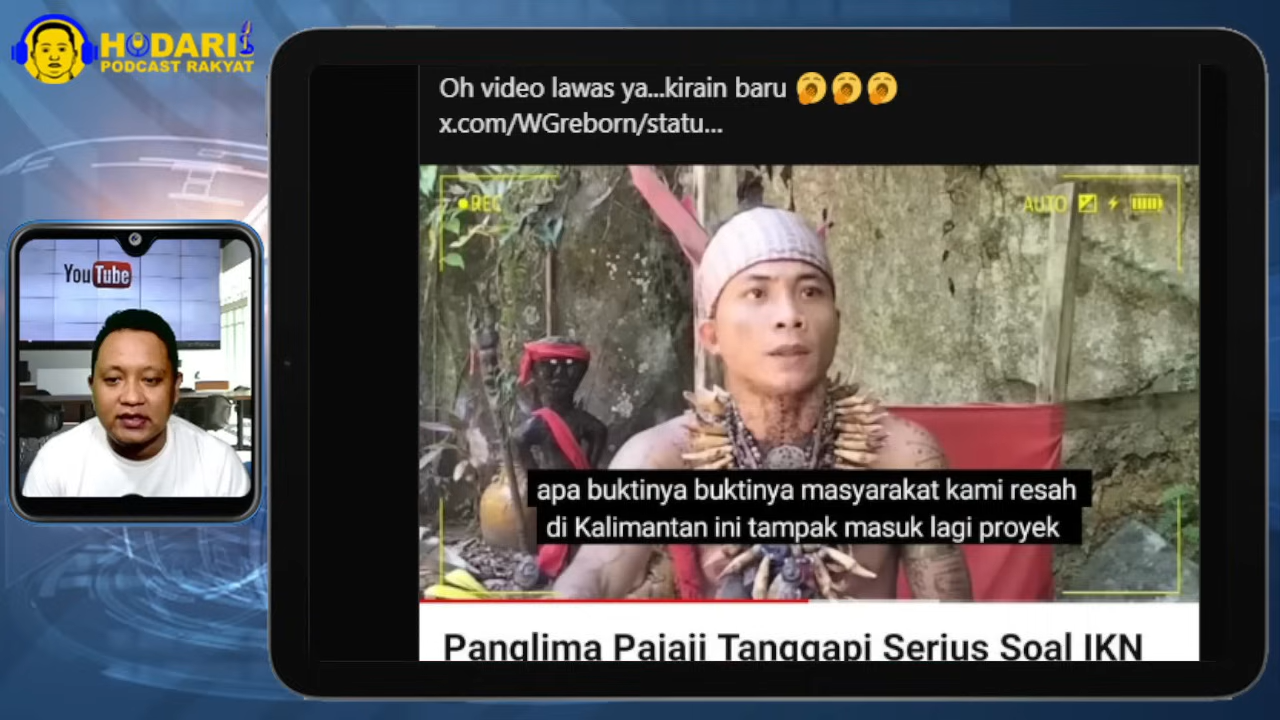 HODARI
PODCAST RAKYAT
Oh video lawas ya...kirain baru 🥱🥱🥱
x.com/WGreborn/statu...
REC
AUTO
YouTube
apa buktinya buktinya masyarakat kami resah
di Kalimantan ini tampak masuk lagi proyek
Panglima Pajaji Tanggapi Serius Soal IKN